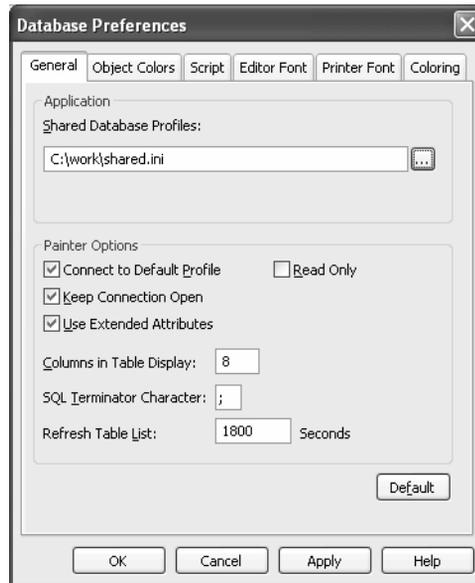 Database Preferences
General Object Colors Script Editor Font Printer Font Coloring
Application
Shared Database Profiles:
C:\work\shared.ini ...
Painter Options
Connect to Default Profile Read Only
Keep Connection Open
Use Extended Attributes
Columns in Table Display: 8
SQL Terminator Character: ;
Refresh Table List: 1800 Seconds
Default
OK Cancel Apply Help